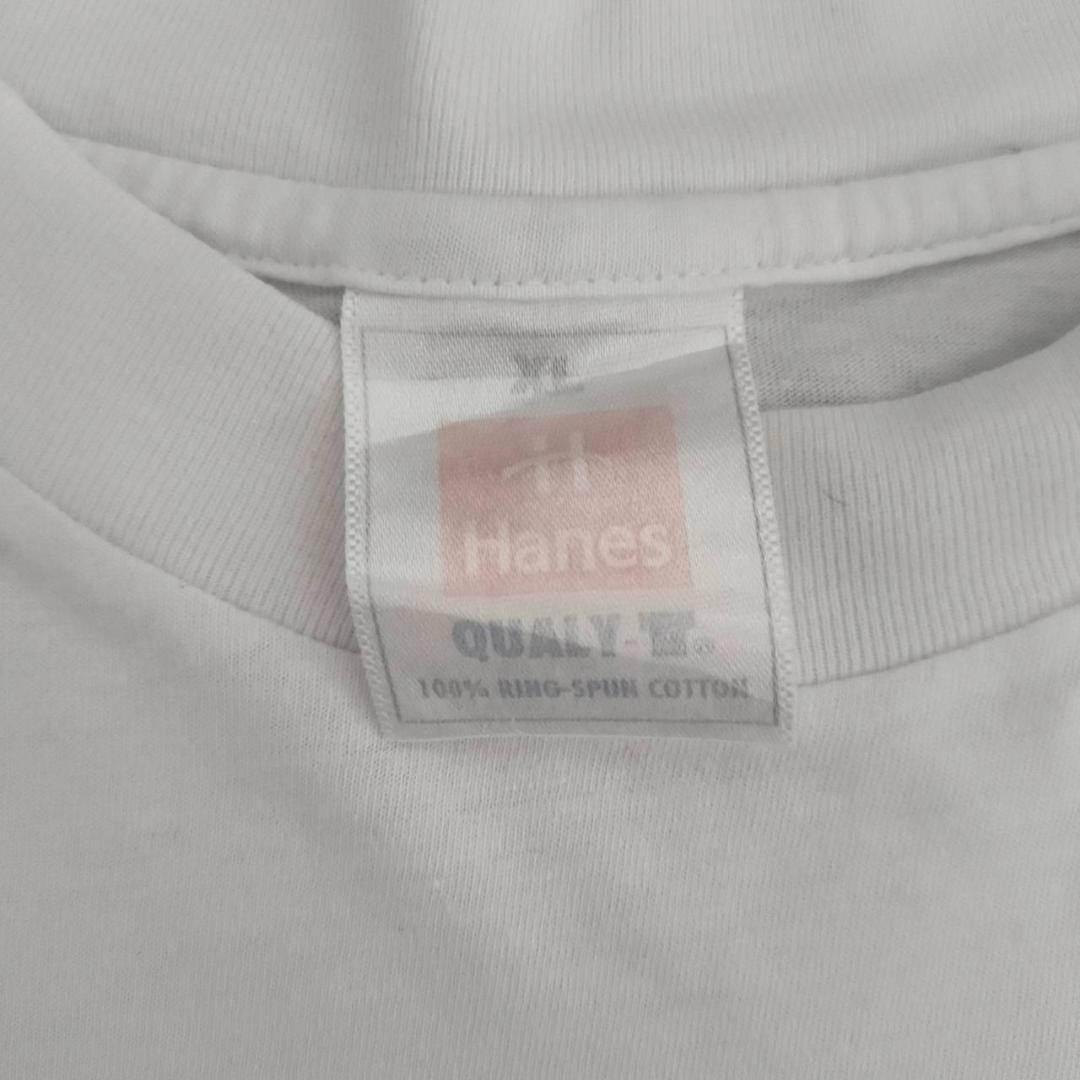 XL
Hanes
QUALY-T®
100% RING-SPUN COTTON